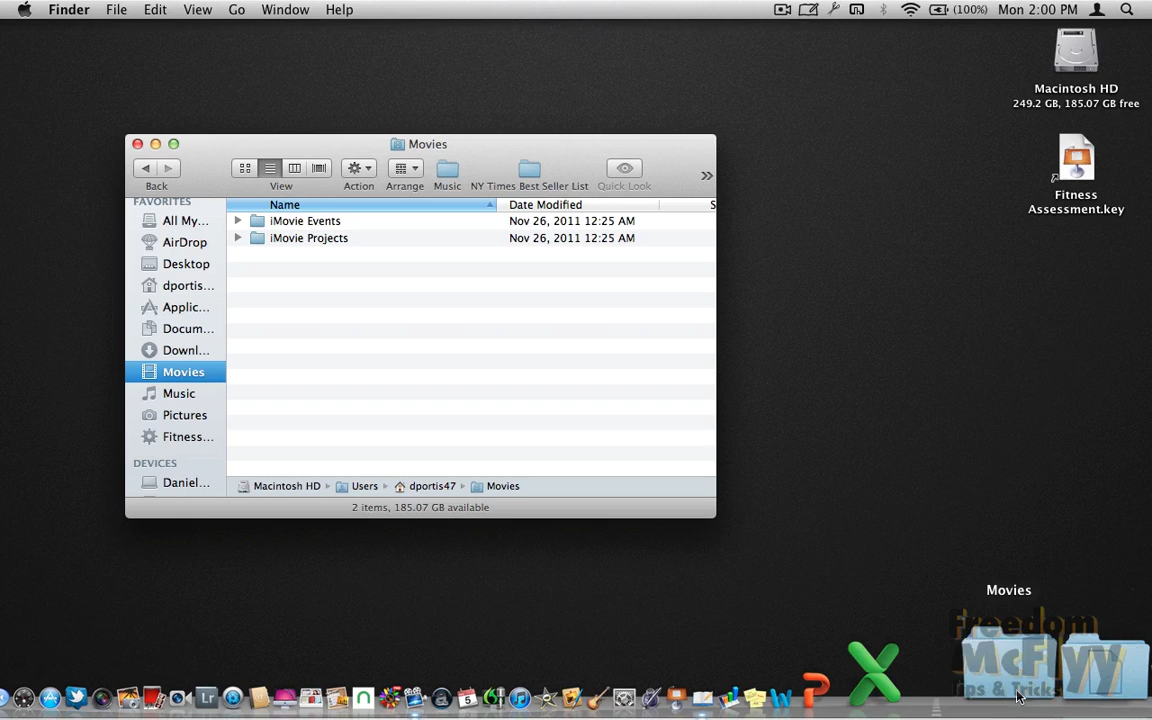 Finder File Edit View Go Window Help (100%) Mon 2:00 PM
Macintosh HD
249.2 GB, 185.07 GB free
Fitness
Assessment.key
Movies
Back View Action Arrange Music NY Times Best Seller List Quick Look
FAVORITES
All My...
AirDrop
Desktop
dportis...
Applic...
Docum...
Downl...
Movies
Music
Pictures
Fitness...
DEVICES
Daniel...
Name Date Modified S
iMovie Events Nov 26, 2011 12:25 AM
iMovie Projects Nov 26, 2011 12:25 AM
Macintosh HD Users dportis47 Movies
2 items, 185.07 GB available
Movies
Freedom
McFlyy
Tips & Tricks